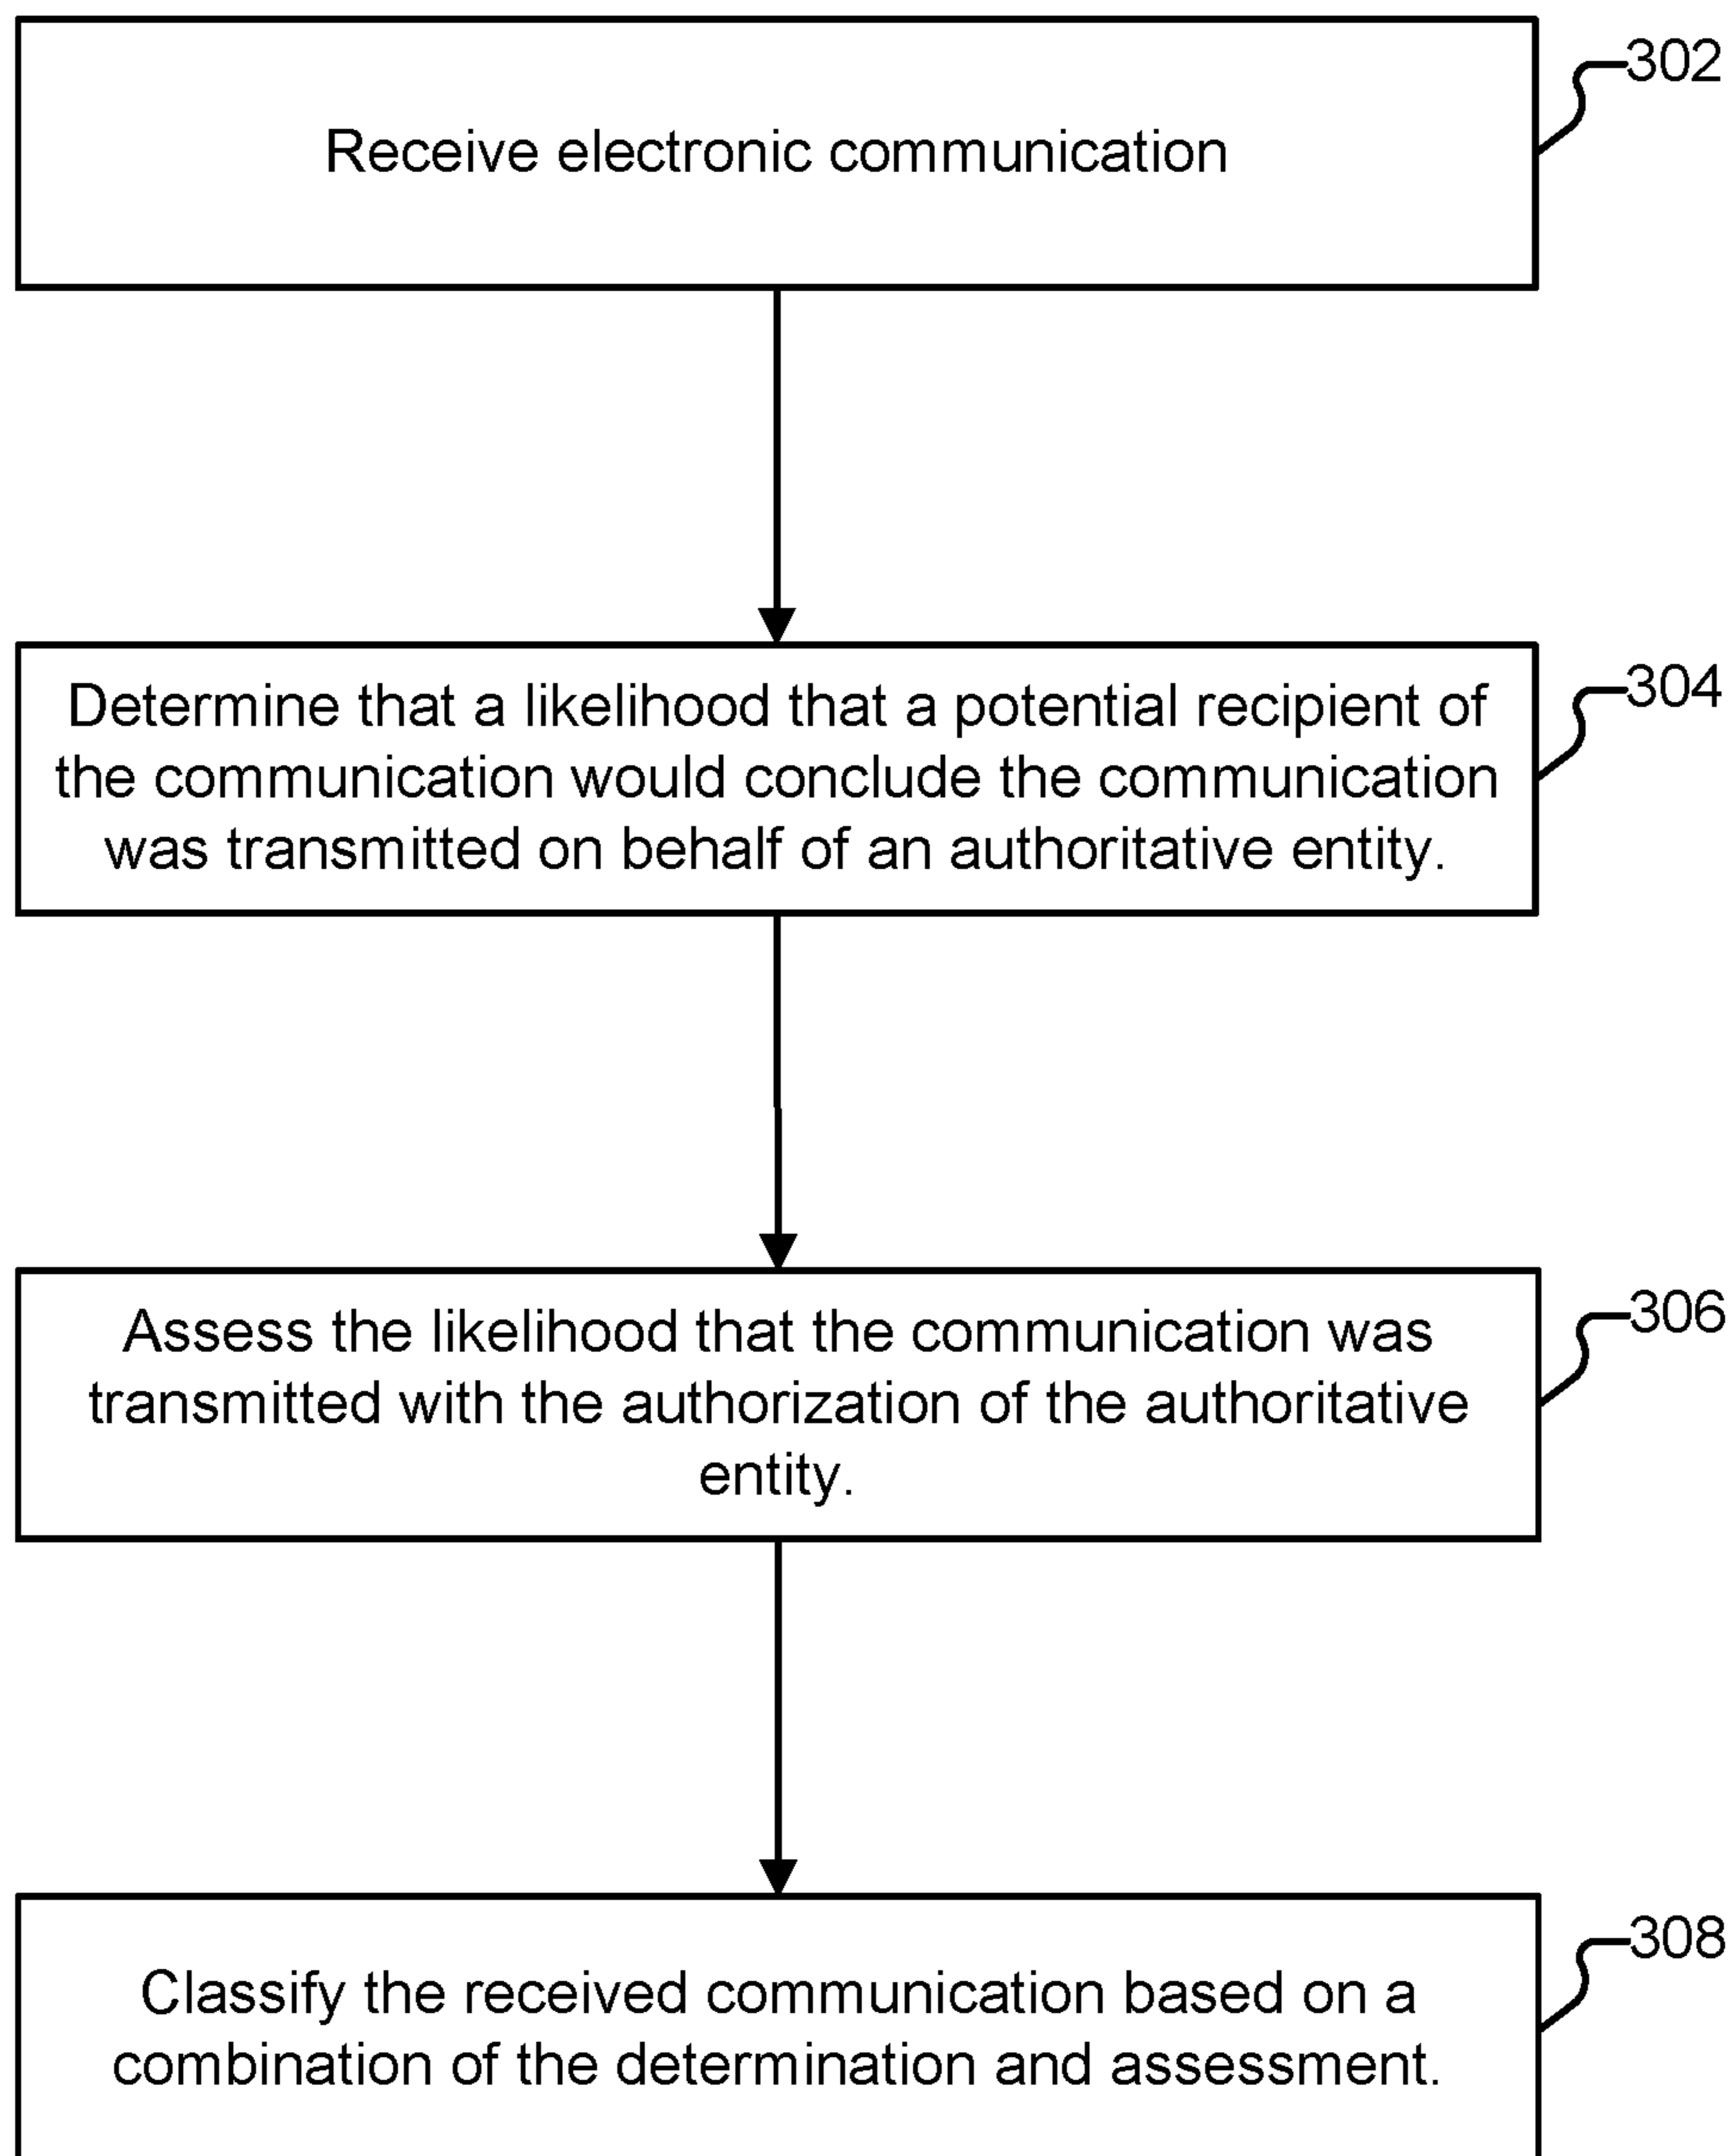 Receive electronic communication
302
Determine that a likelihood that a potential recipient of
the communication would conclude the communication
was transmitted on behalf of an authoritative entity.
304
Assess the likelihood that the communication was
transmitted with the authorization of the authoritative
entity.
306
Classify the received communication based on a
combination of the determination and assessment.
308